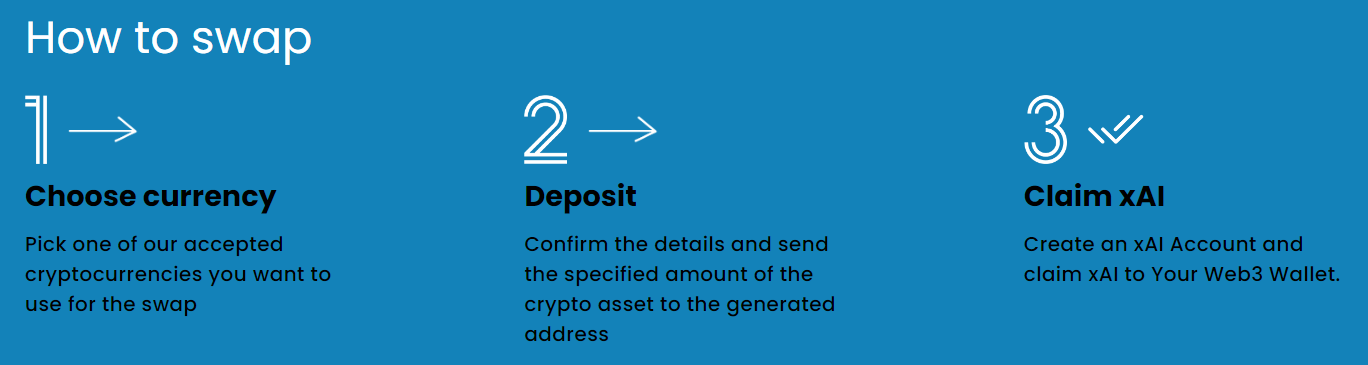 How to swap
1
Choose currency
Pick one of our accepted
cryptocurrencies you want to
use for the swap
2
Deposit
Confirm the details and send
the specified amount of the
crypto asset to the generated
address
3
Claim xAI
Create an xAI Account and
claim xAI to Your Web3 Wallet.